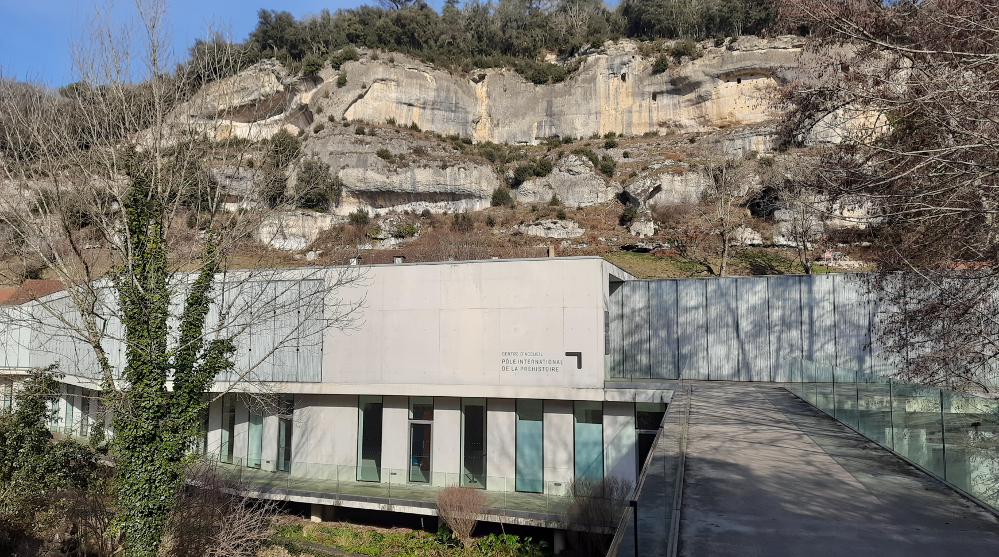 CENTRE D'ACCUEIL
PÔLE INTERNATIONAL
DE LA PRÉHISTOIRE